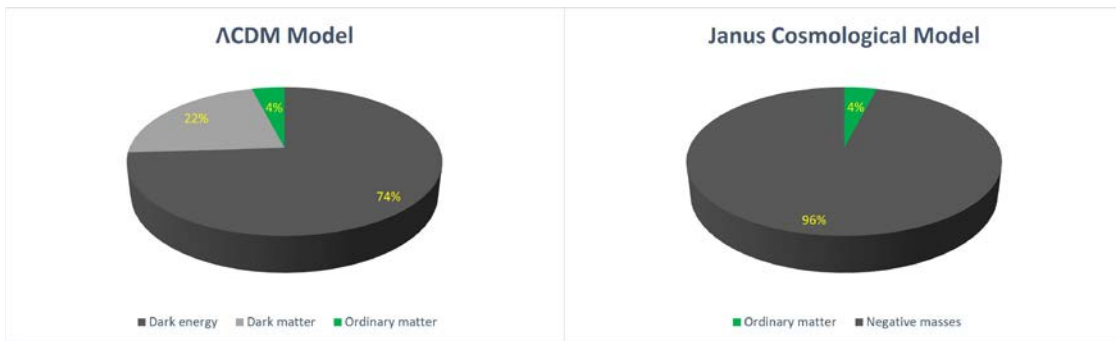 ΛCDM Model
4%
22%
74%
Dark energy Dark matter Ordinary matter
Janus Cosmological Model
4%
96%
Ordinary matter Negative masses